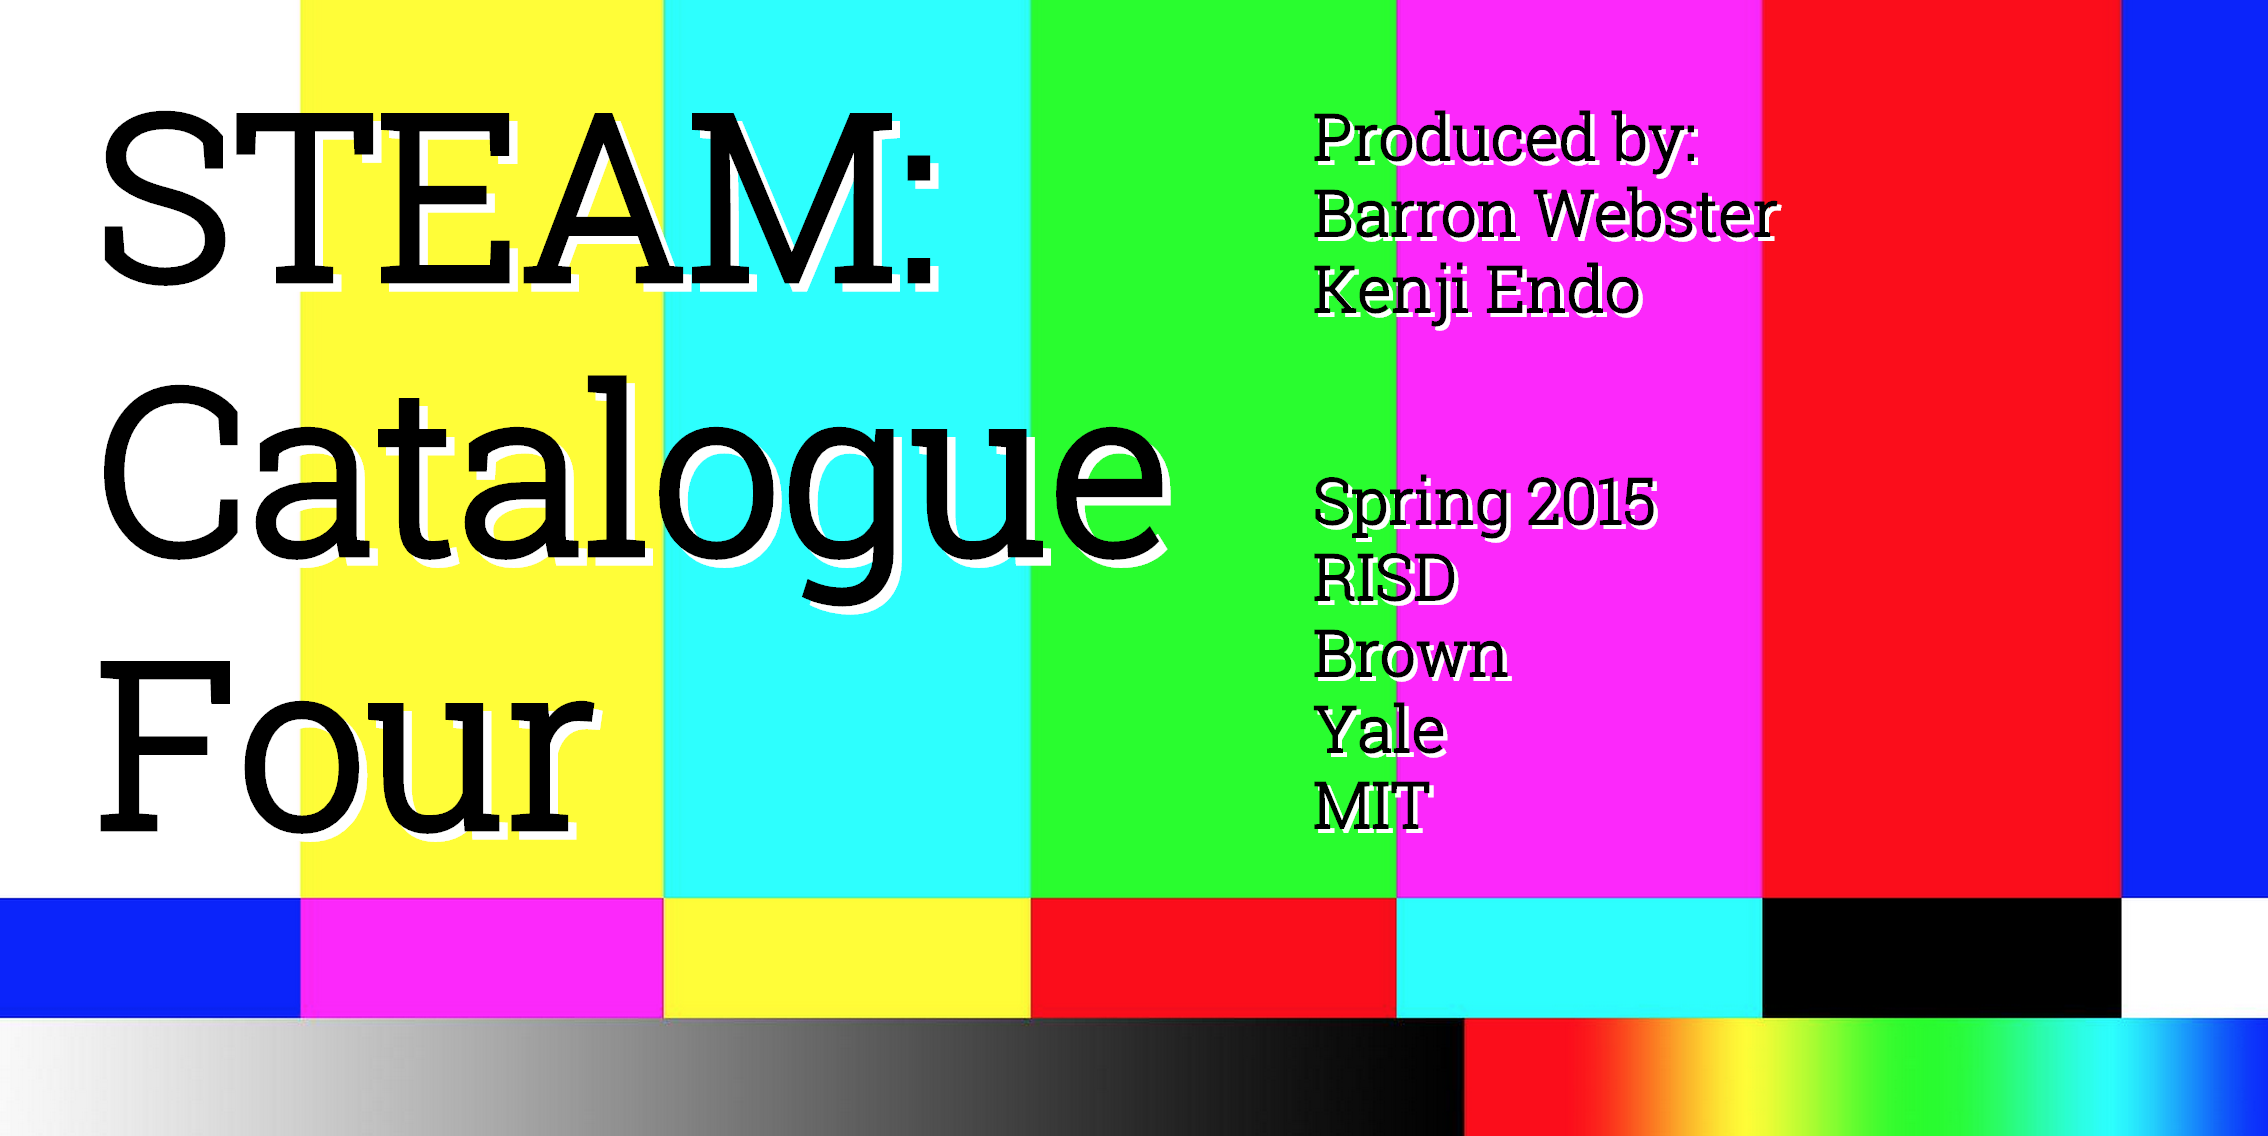 STEAM:
Catalogue
Four
Produced by:
Barron Webster
Kenji Endo
Spring 2015
RISD
Brown
Yale
MIT